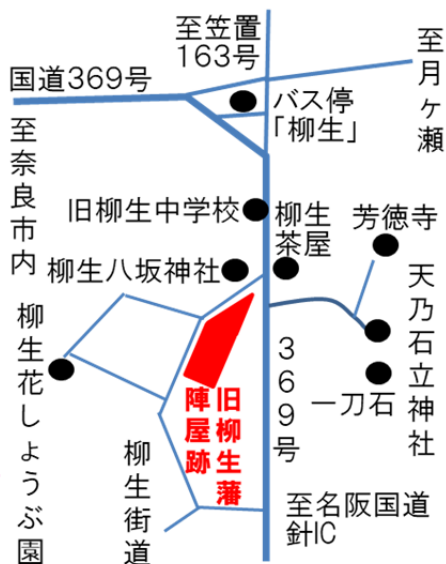 至笠置
163号
至月ヶ瀬
国道369号
バス停
「柳生」
至奈良市内
旧柳生中学校
柳生
茶屋
芳徳寺
柳生八坂神社
天乃石立神社
柳生花しょうぶ園
369号
一刀石
旧柳生藩
陣屋跡
柳生街道
至名阪国道
針IC